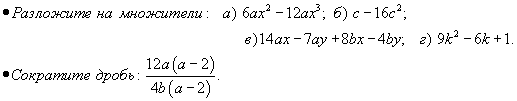 • Разложите на множители: а) 6ax² −12ax³; б) c −16c²;
в)14ax −7ay +8bx −4by; г) 9k² −6k +1.
• Сократите дробь: 12a(a −2)/4b(a −2).